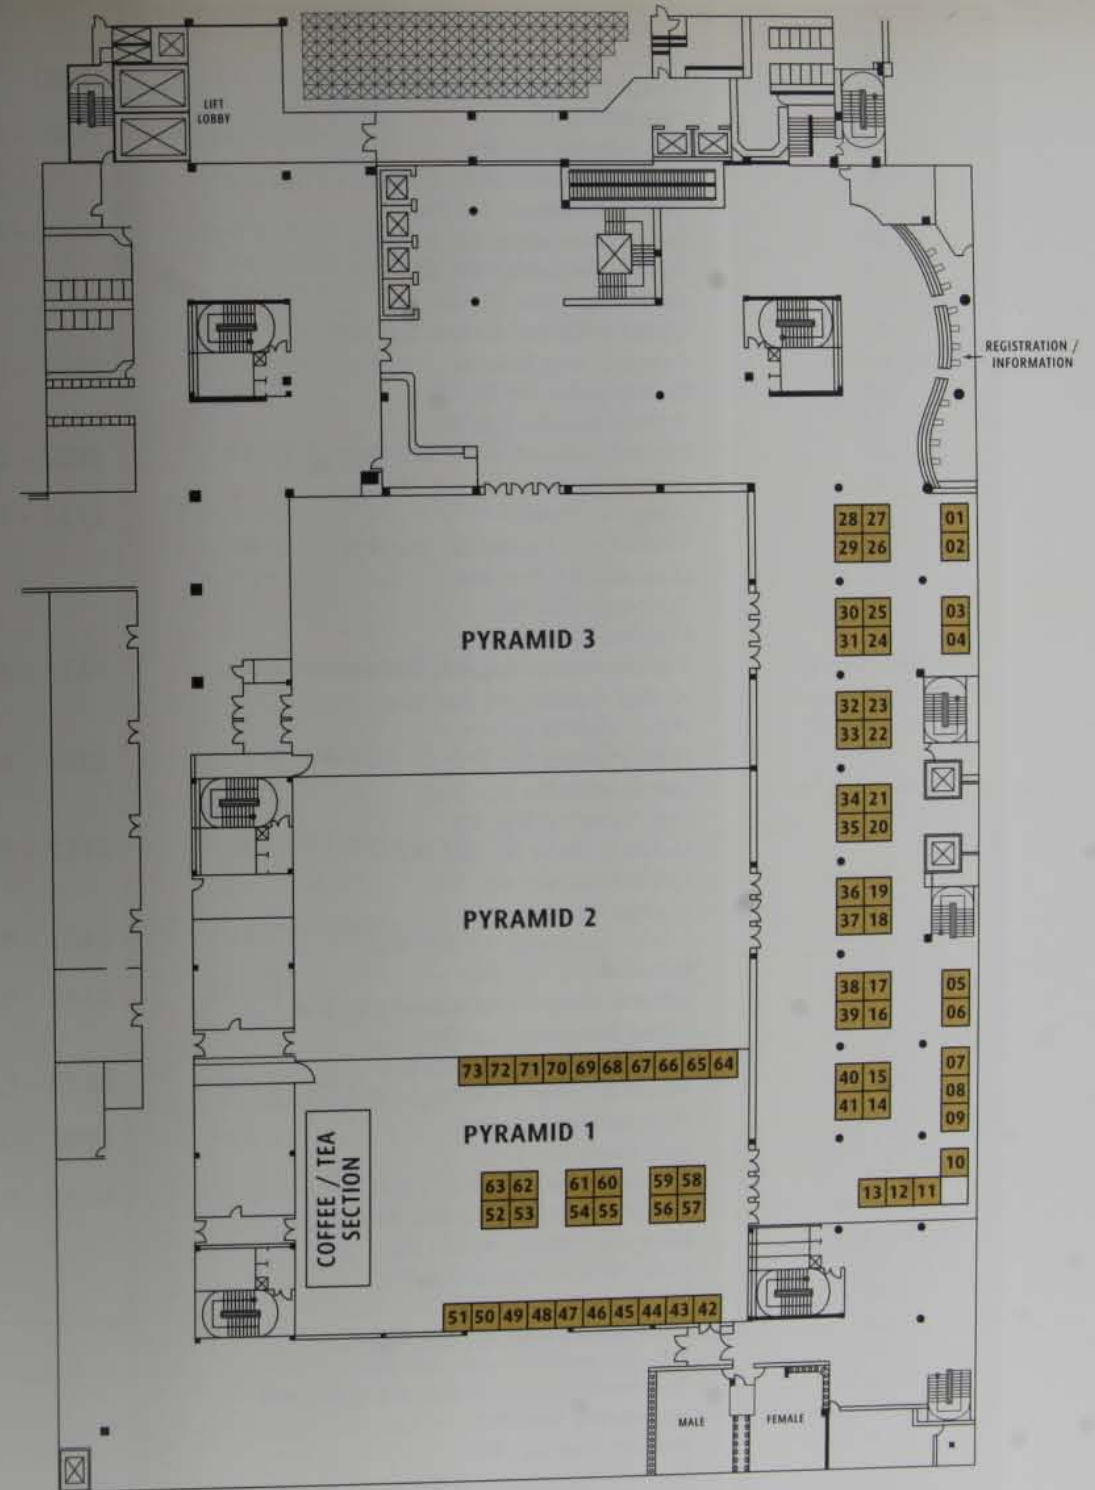 LIFT
LOBBY
REGISTRATION /
INFORMATION
28 27
29 26
01
02
30 25
31 24
03
04
PYRAMID 3
32 23
33 22
34 21
35 20
36 19
37 18
PYRAMID 2
38 17
39 16
05
06
73 72 71 70 69 68 67 66 65 64
40 15
41 14
07
08
09
PYRAMID 1
COFFEE / TEA
SECTION
63 62
52 53
61 60
54 55
59 58
56 57
10
13 12 11
51 50 49 48 47 46 45 44 43 42
MALE
FEMALE